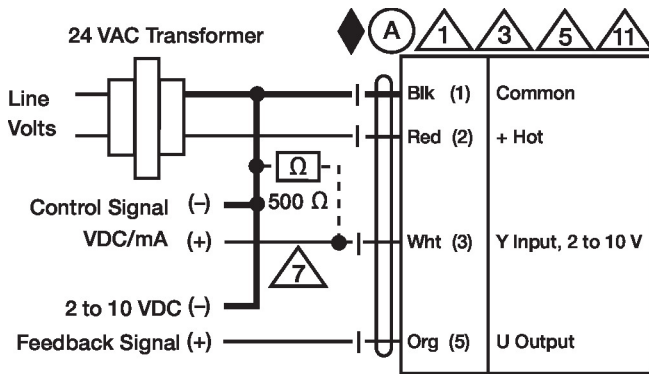 24 VAC Transformer
A 1 3 5 11
Line
Volts
Blk (1) Common
Red (2) + Hot
Ω
500 Ω
Control Signal (–)
VDC/mA (+)
Wht (3) Y Input, 2 to 10 V
7
2 to 10 VDC (–)
Feedback Signal (+)
Org (5) U Output